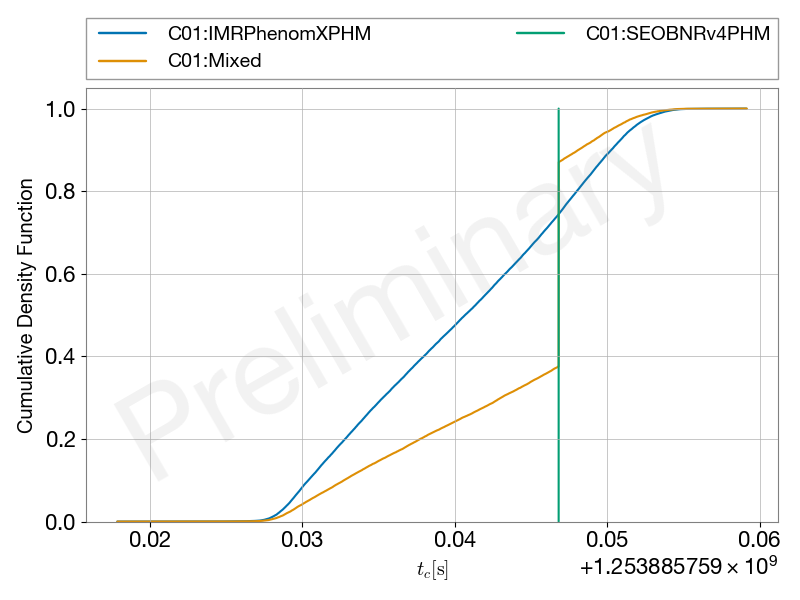 C01:IMRPhenomXPHM
C01:Mixed
C01:SEOBNRv4PHM
Cumulative Density Function
1.0
0.8
0.6
0.4
0.2
0.0
Preliminary
0.02 0.03 0.04 0.05 0.06
t_c[s]
+1.253885759 × 10^9